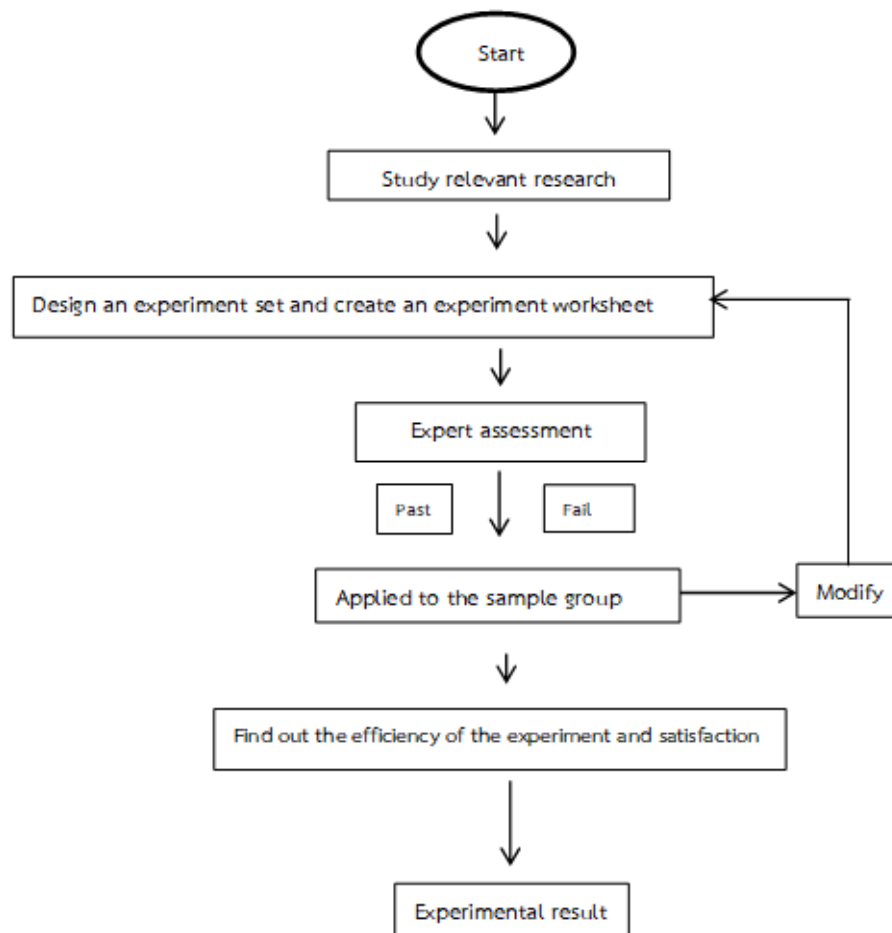 Start
Study relevant research
Design an experiment set and create an experiment worksheet
Expert assessment
Past
Fail
Applied to the sample group
Modify
Find out the efficiency of the experiment and satisfaction
Experimental result